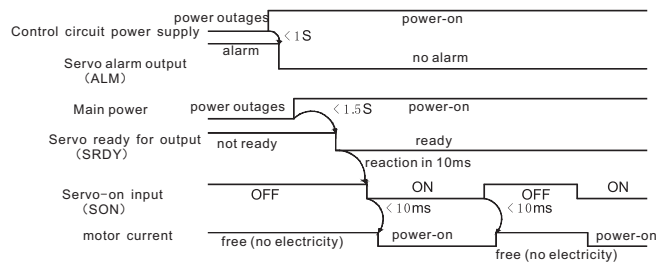 power outages power-on
Control circuit power supply <1S
alarm
Servo alarm output no alarm
(ALM)
Main power power outages <1.5S power-on
Servo ready for output not ready ready
(SRDY)
reaction in 10ms
Servo-on input OFF ON OFF ON
(SON) <10ms <10ms
motor current free (no electricity) power-on power-on
free (no electricity)